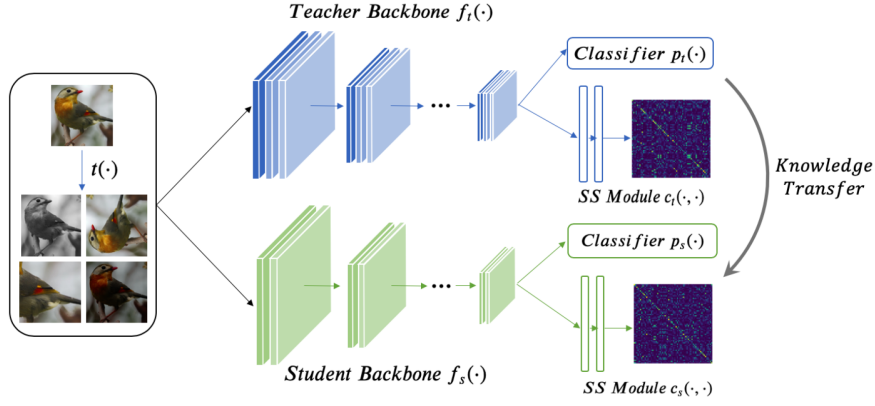 Teacher Backbone f_t(·)
Classifier p_t(·)
t(·)
SS Module c_t(·,·)
Knowledge
Transfer
Classifier p_s(·)
Student Backbone f_s(·)
SS Module c_s(·,·)